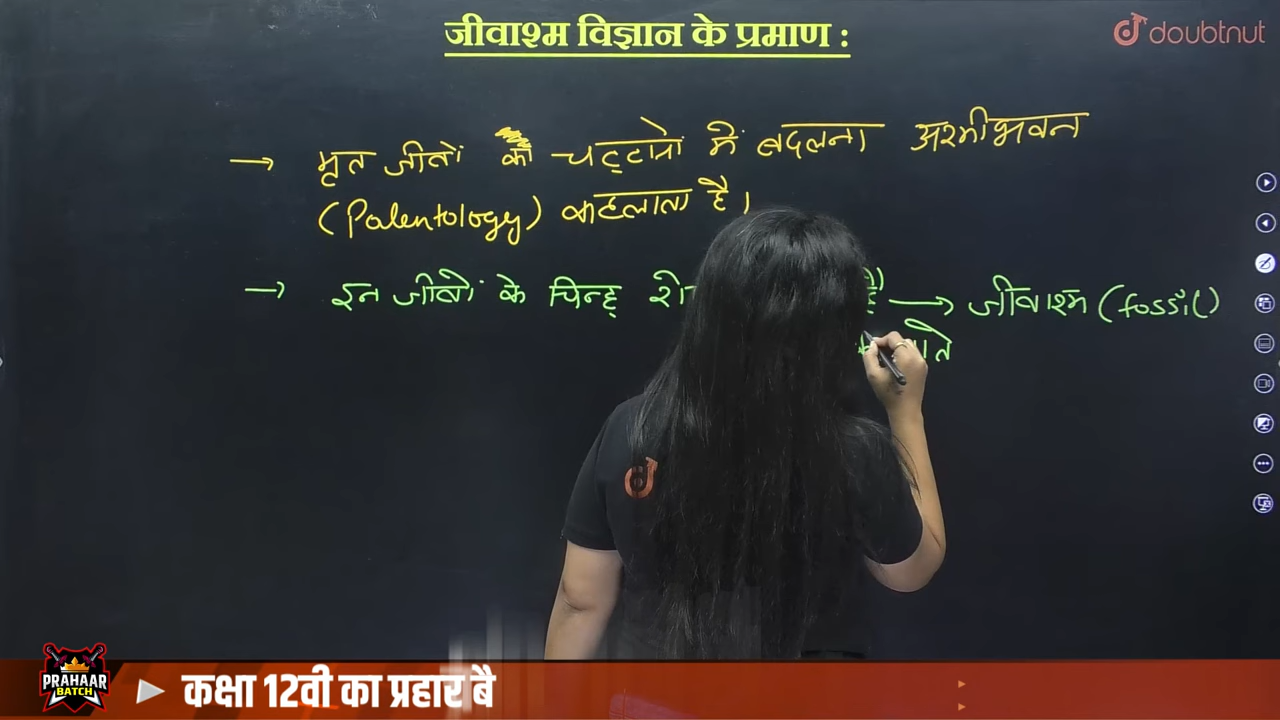 जीवाश्म विज्ञान के प्रमाण :
doubtnut
→ मृत जीवों को चट्टानों में बदलना अश्मीभवन
(Palentology) कहलाता है।
→ इन जीवों के चिन्ह शे → जीवाश्म (fossil)
PRAHAAR
BATCH
कक्षा 12वी का प्रहार बै